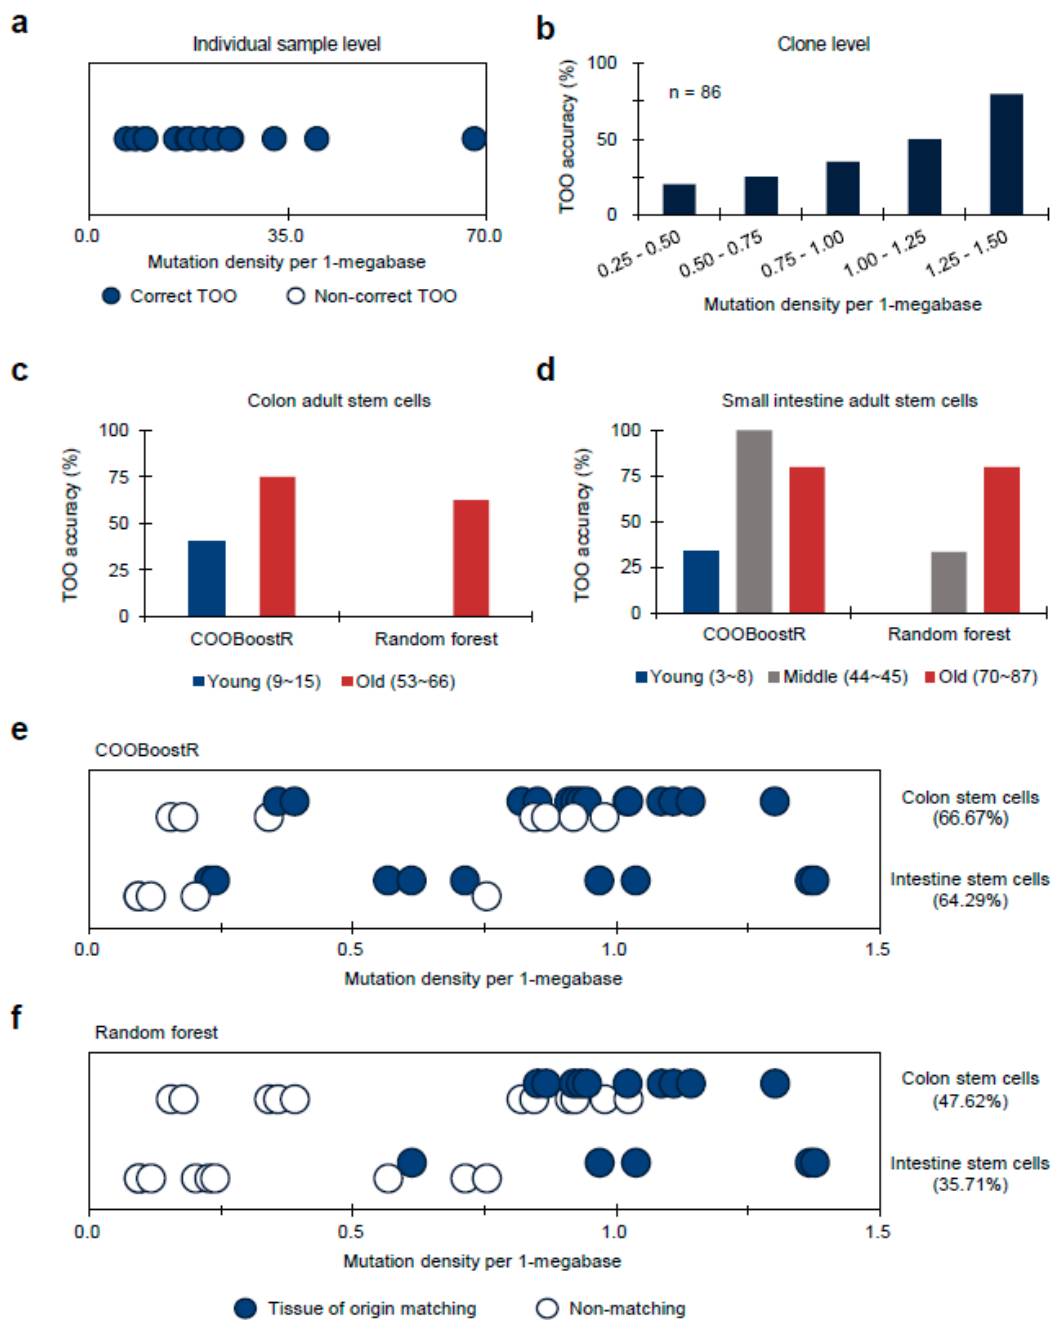 a
Individual sample level
0.0
35.0
70.0
Mutation density per 1-megabase
Correct TOO
Non-correct TOO
b
Clone level
TOO accuracy (%)
100
50
0
n = 86
0.25 - 0.50
0.50 - 0.75
0.75 - 1.00
1.00 - 1.25
1.25 - 1.50
Mutation density per 1-megabase
c
Colon adult stem cells
TOO accuracy (%)
100
75
50
25
0
COOBoostR
Random forest
Young (9~15)
Old (53~66)
d
Small intestine adult stem cells
TOO accuracy (%)
100
75
50
25
0
COOBoostR
Random forest
Young (3~8)
Middle (44~45)
Old (70~87)
e
COOBoostR
Colon stem cells
(66.67%)
Intestine stem cells
(64.29%)
0.0
0.5
1.0
1.5
Mutation density per 1-megabase
f
Random forest
Colon stem cells
(47.62%)
Intestine stem cells
(35.71%)
0.0
0.5
1.0
1.5
Mutation density per 1-megabase
Tissue of origin matching
Non-matching